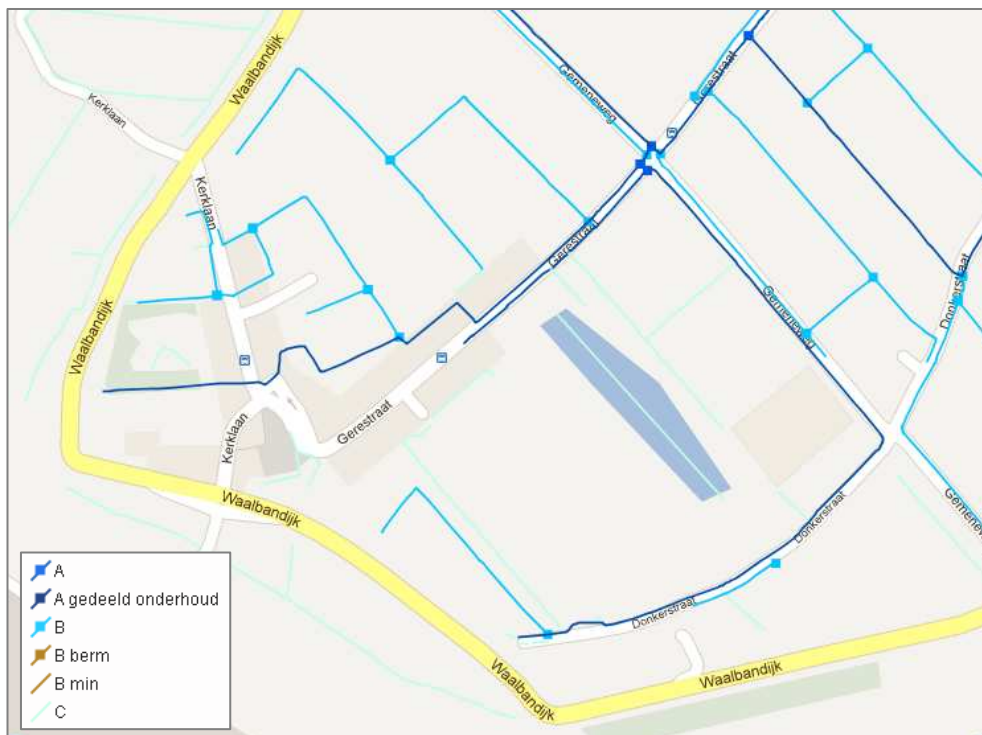 Waalbandijk
Gemeneweg
Gerestraat
Kerklaan
Kerklaan
Gerestraat
Donkerstraat
Waalbandijk
Gemeneweg
Gerestraat
Kerklaan
Waalbandijk
Donkerstraat
Gemenew
Donkerstraat
Waalbandijk
Waalbandijk
A
A gedeeld onderhoud
B
B berm
B min
C